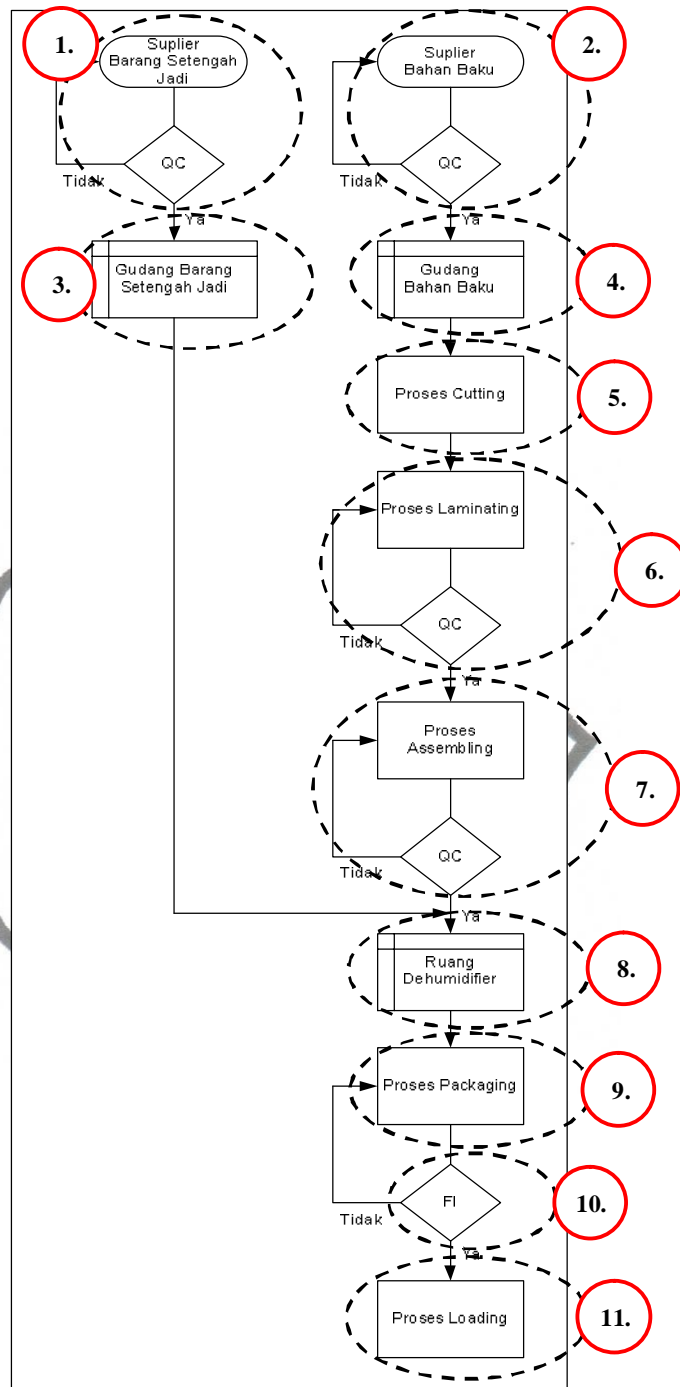 1.
Suplier
Barang Setengah
Jadi
QC
Tidak
Ya
2.
Suplier
Bahan Baku
QC
Tidak
Ya
3.
Gudang Barang
Setengah Jadi
4.
Gudang
Bahan Baku
5.
Proses Cutting
6.
Proses Laminating
QC
Tidak
Ya
7.
Proses
Assembling
QC
Tidak
Ya
8.
Ruang
Dehumidifier
9.
Proses Packaging
10.
FI
Tidak
Ya
11.
Proses Loading